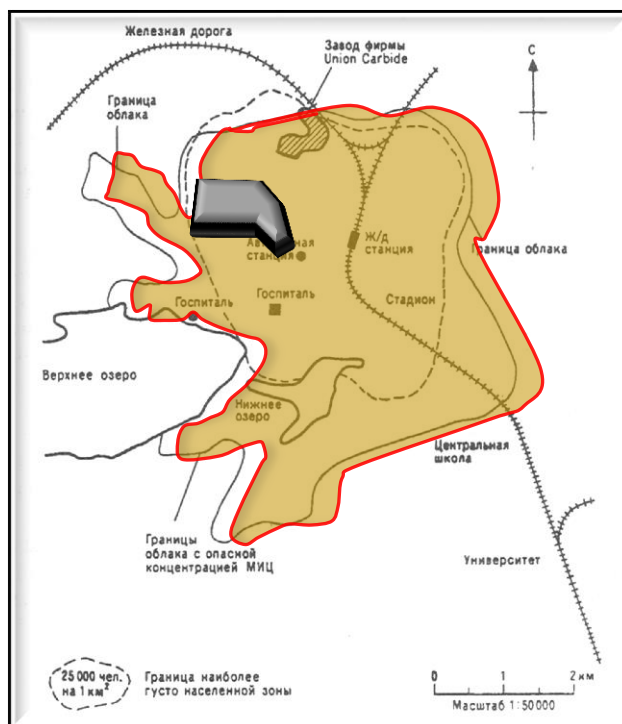 Железная дорога
Завод фирмы
Union Carbide
С
Граница
облака
Ж/д
станция
станция
Граница облака
Госпиталь
Госпиталь
Стадион
Верхнее озеро
Нижнее
озеро
Центральная
школа
Границы
облака с опасной
концентрацией МИЦ
Университет
25 000 чел.
на 1 км²
Граница наиболее
густо населенной зоны
0 1 2 км
Масштаб 1:50000